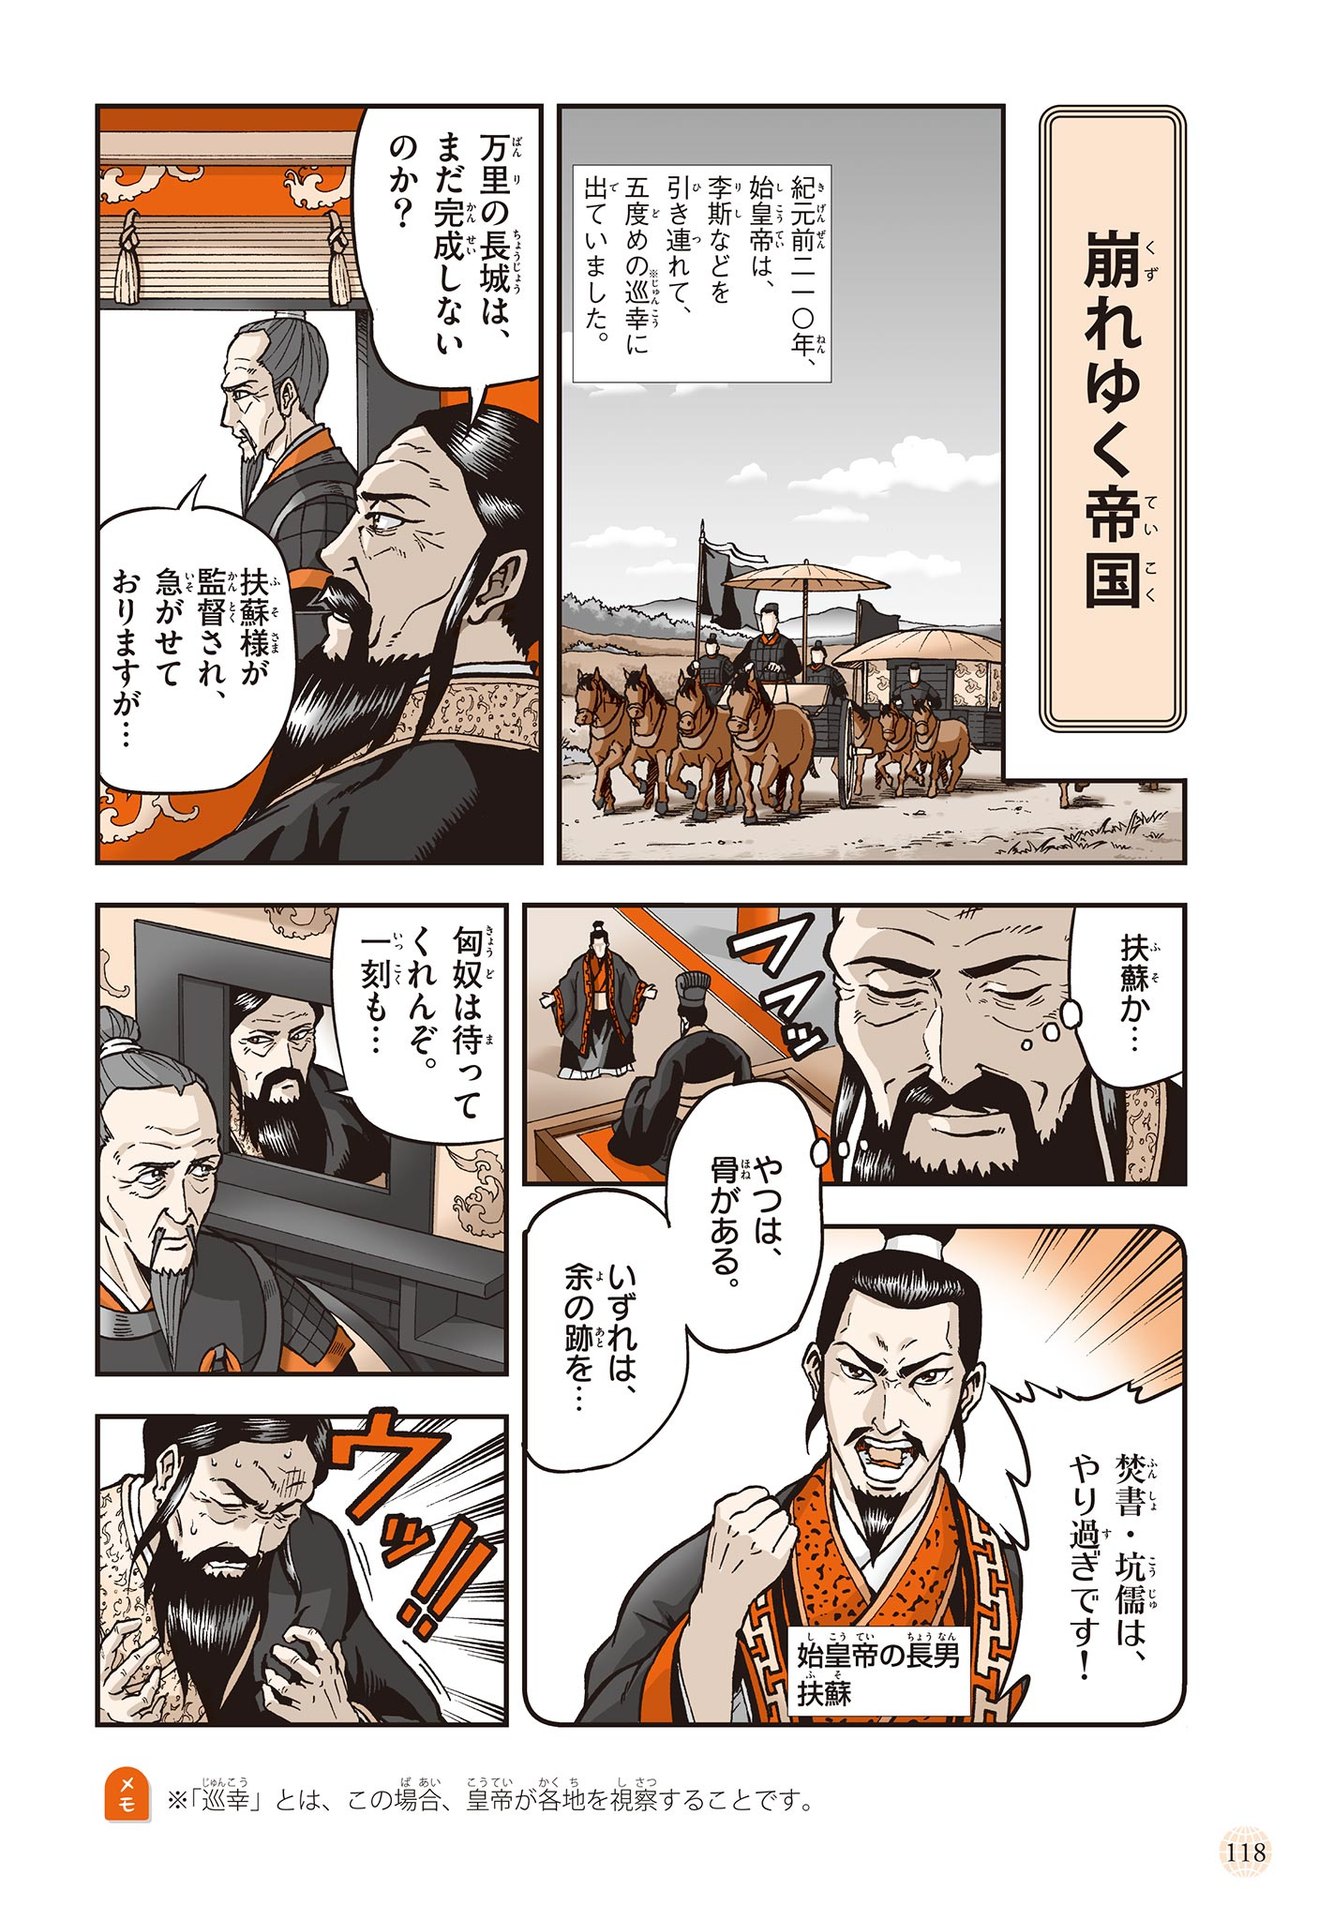 崩れゆく帝国
紀元前二一〇年、
始皇帝は、
李斯などを
引き連れて、
五度めの※巡幸に
出ていました。
万里の長城は、
まだ完成しない
のか？
扶蘇様が
監督され、
急がせて
おりますが…
扶蘇か…
フフフッ
焚書・坑儒は、
やり過ぎです！
始皇帝の長男
扶蘇
やつは、
骨がある。
いずれは、
余の跡を…
匈奴は待って
くれんぞ。
一刻も…
ウッ!!
メモ
※「巡幸」とは、この場合、皇帝が各地を視察することです。
118